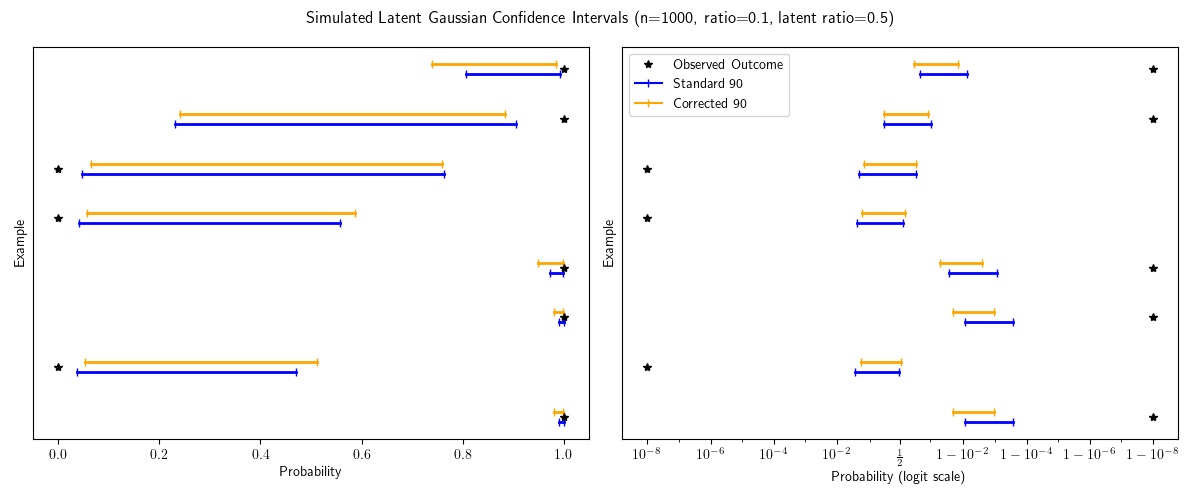 Simulated Latent Gaussian Confidence Intervals (n=1000, ratio=0.1, latent ratio=0.5)
Example
0.0 0.2 0.4 0.6 0.8 1.0
Probability
Example
Observed Outcome
Standard 90
Corrected 90
10⁻⁸ 10⁻⁶ 10⁻⁴ 10⁻² 1/2 1 − 10⁻² 1 − 10⁻⁴ 1 − 10⁻⁶ 1 − 10⁻⁸
Probability (logit scale)